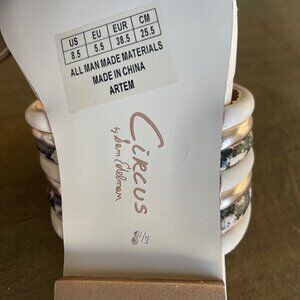 US EU EUR CM
8.5 5.5 38.5 25.5
ALL MAN MADE MATERIALS
MADE IN CHINA
ARTEM
CIRCUS
by Sam Edelman
8 1/2